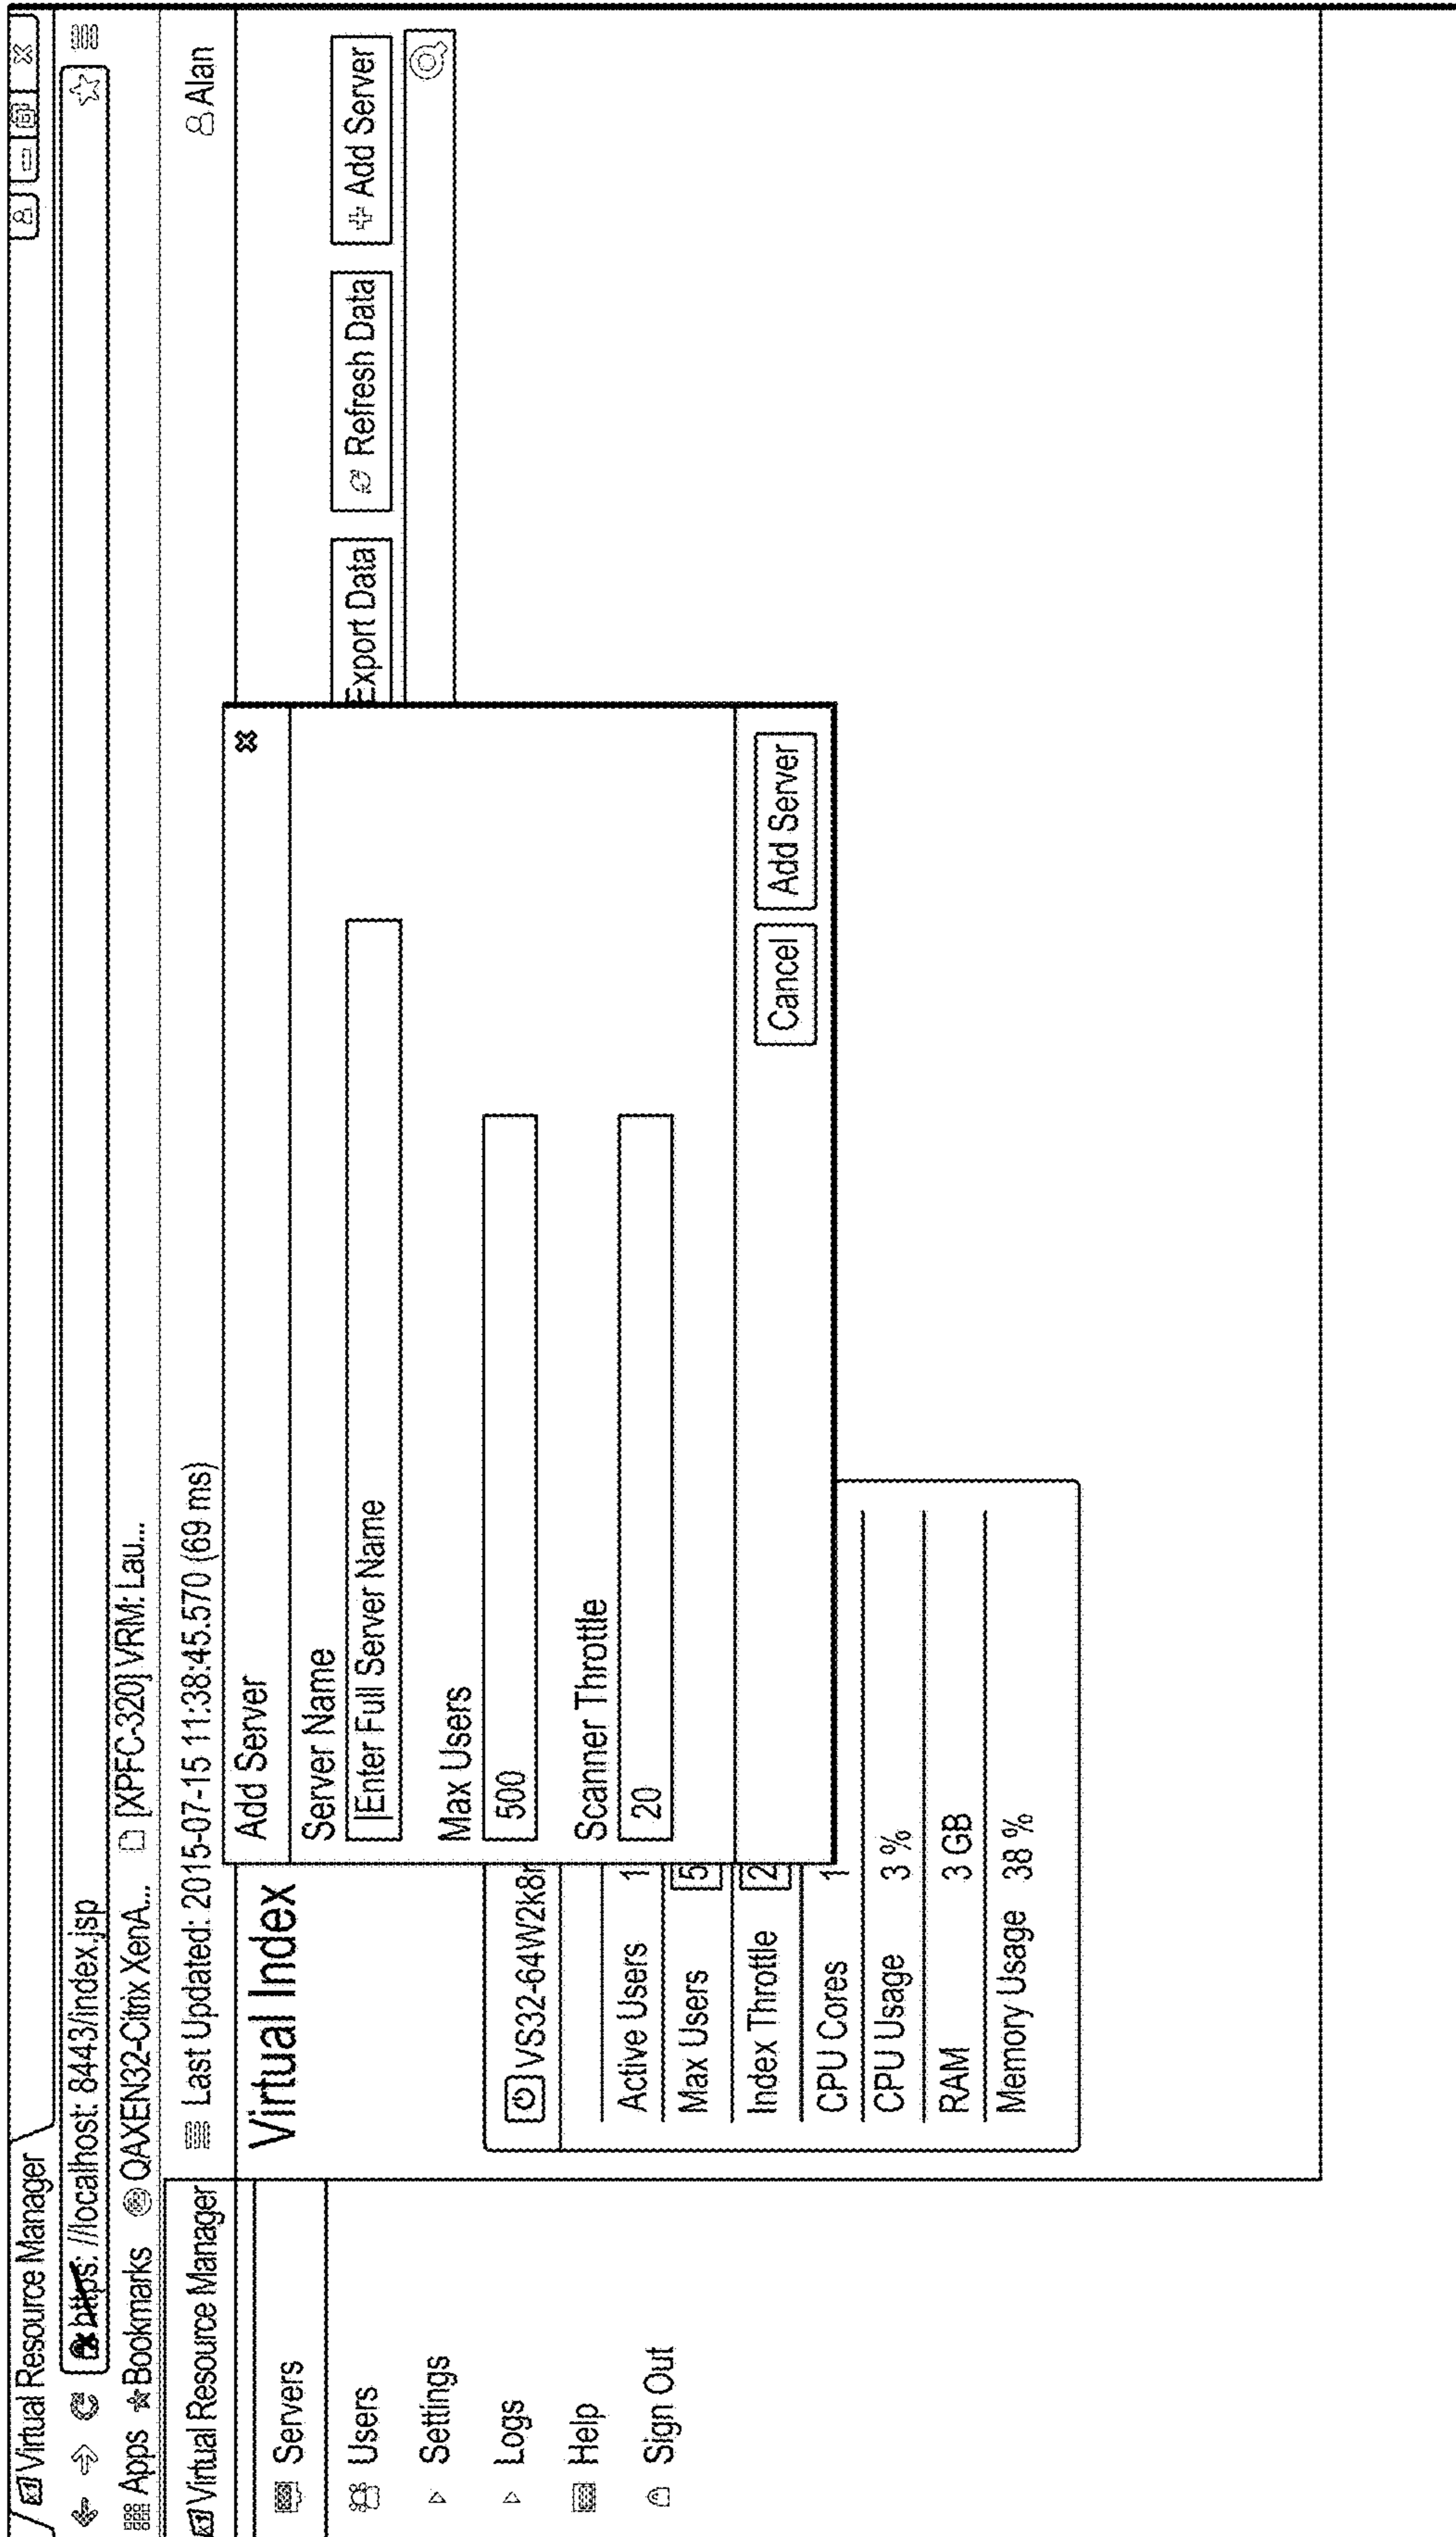 Virtual Resource Manager
https: //localhost: 8443/index.jsp
Apps Bookmarks QAXEN32-Citrix XenA... [XPFC-320] VRM: Lau...
Virtual Resource Manager Last Updated: 2015-07-15 11:38:45.570 (69 ms) Alan
Servers
Users
Settings
Logs
Help
Sign Out
Virtual Index
Export Data Refresh Data Add Server
VS32-64W2k8r
Active Users 1
Max Users 5
Index Throttle 2
CPU Cores 1
CPU Usage 3 %
RAM 3 GB
Memory Usage 38 %
Add Server
Server Name
Enter Full Server Name
Max Users
500
Scanner Throttle
20
Cancel Add Server